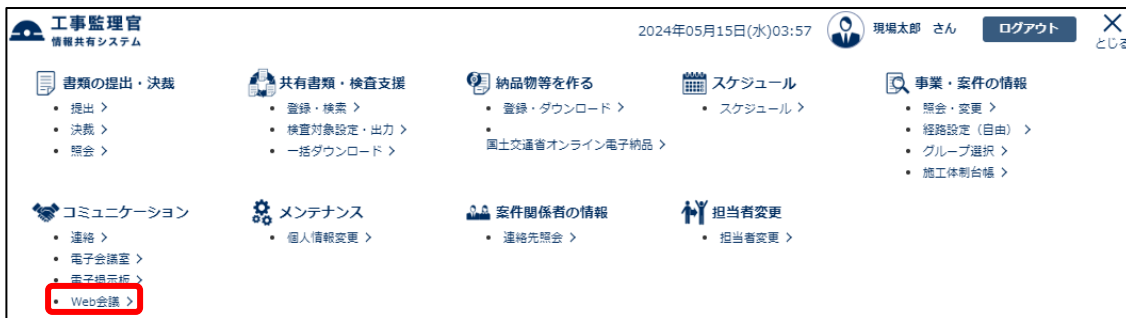 工事監理官
情報共有システム
2024年05月15日(水)03:57
現場太郎 さん
ログアウト
とじる
書類の提出・決裁
提出 >
決裁 >
照会 >
共有書類・検査支援
登録・検索 >
検査対象設定・出力 >
一括ダウンロード >
納品物等を作る
登録・ダウンロード >
国土交通省オンライン電子納品 >
スケジュール
スケジュール >
事業・案件の情報
照会・変更 >
経路設定（自由） >
グループ選択 >
施工体制台帳 >
コミュニケーション
連絡 >
電子会議室 >
電子掲示板 >
Web会議 >
メンテナンス
個人情報変更 >
案件関係者の情報
連絡先照会 >
担当者変更
担当者変更 >